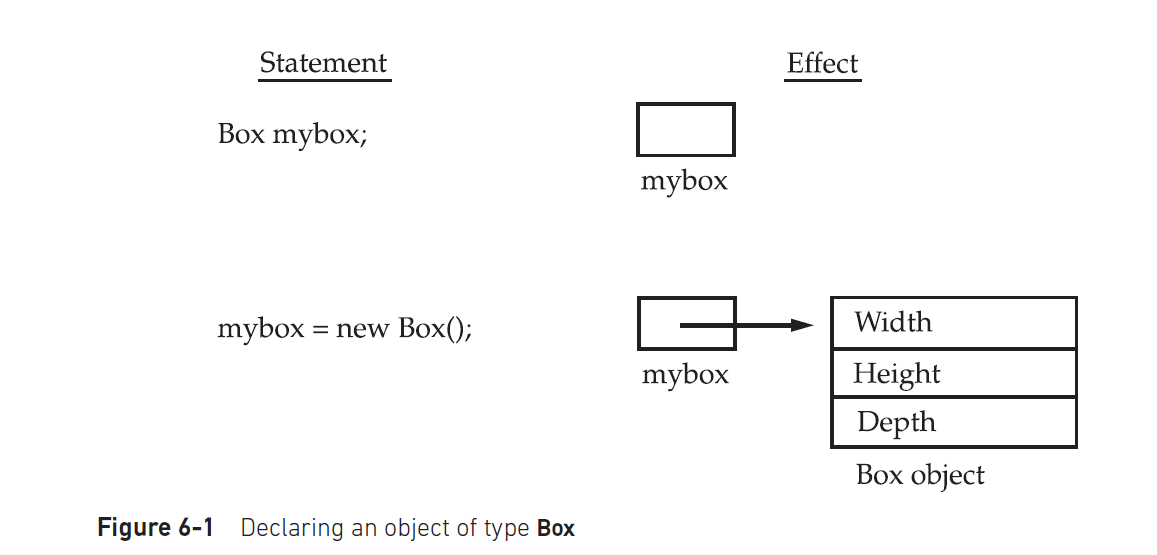 Statement
Effect
Box mybox;
mybox
mybox = new Box();
mybox
Width
Height
Depth
Box object
Figure 6-1 Declaring an object of type Box